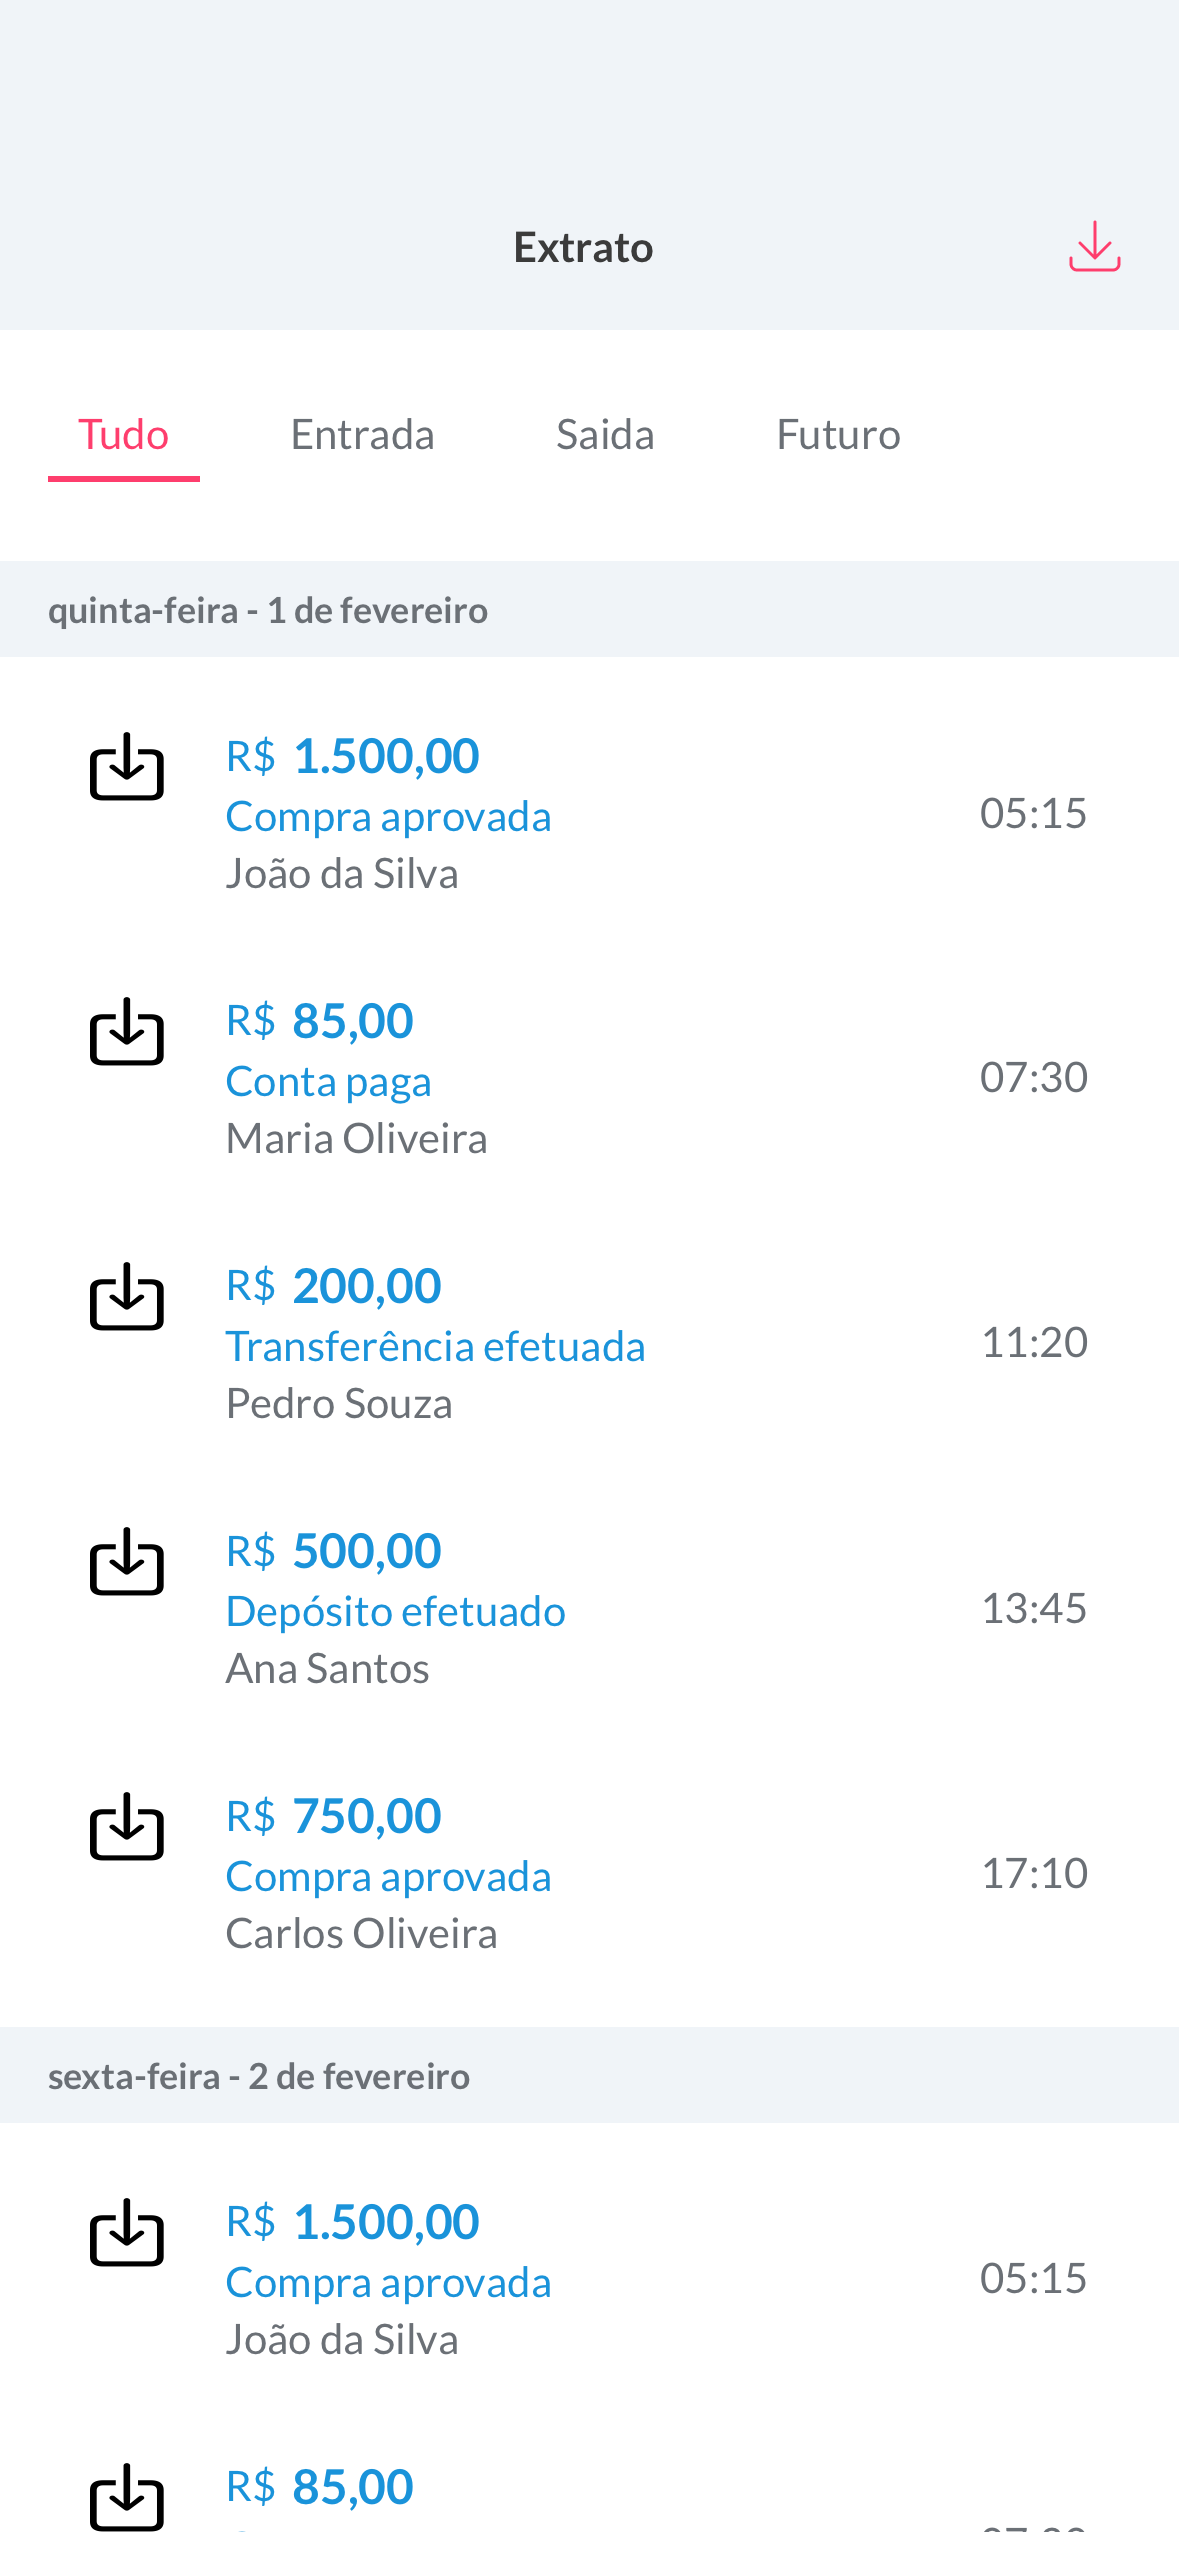 Extrato
Tudo Entrada Saida Futuro
quinta-feira - 1 de fevereiro
R$ 1.500,00
Compra aprovada
05:15
João da Silva
R$ 85,00
Conta paga
07:30
Maria Oliveira
R$ 200,00
Transferência efetuada
11:20
Pedro Souza
R$ 500,00
Depósito efetuado
13:45
Ana Santos
R$ 750,00
Compra aprovada
17:10
Carlos Oliveira
sexta-feira - 2 de fevereiro
R$ 1.500,00
Compra aprovada
05:15
João da Silva
R$ 85,00